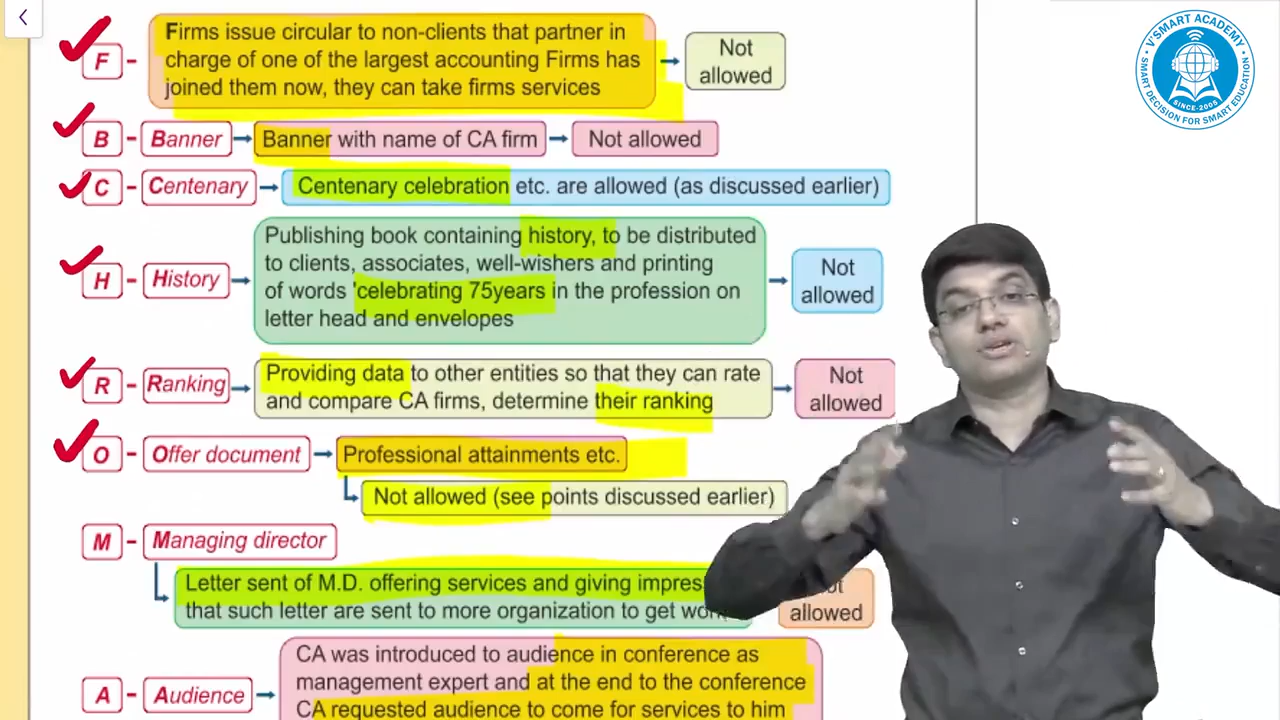 V'SMART ACADEMY
SINCE-2005
SMART DECISION FOR SMART EDUCATION
F - Firms issue circular to non-clients that partner in
charge of one of the largest accounting Firms has
joined them now, they can take firms services
Not
allowed
B - Banner Banner with name of CA firm Not allowed
C - Centenary Centenary celebration etc. are allowed (as discussed earlier)
H - History
Publishing book containing history, to be distributed
to clients, associates, well-wishers and printing
of words 'celebrating 75years in the profession on
letter head and envelopes
Not
allowed
R - Ranking
Providing data to other entities so that they can rate
and compare CA firms, determine their ranking
Not
allowed
O - Offer document Professional attainments etc.
Not allowed (see points discussed earlier)
M - Managing director
Letter sent of M.D. offering services and giving
that such letter are sent to more organization to get
allowed
A - Audience
CA was introduced to audience in conference as
management expert and at the end to the conference
CA requested audience to come for services to him